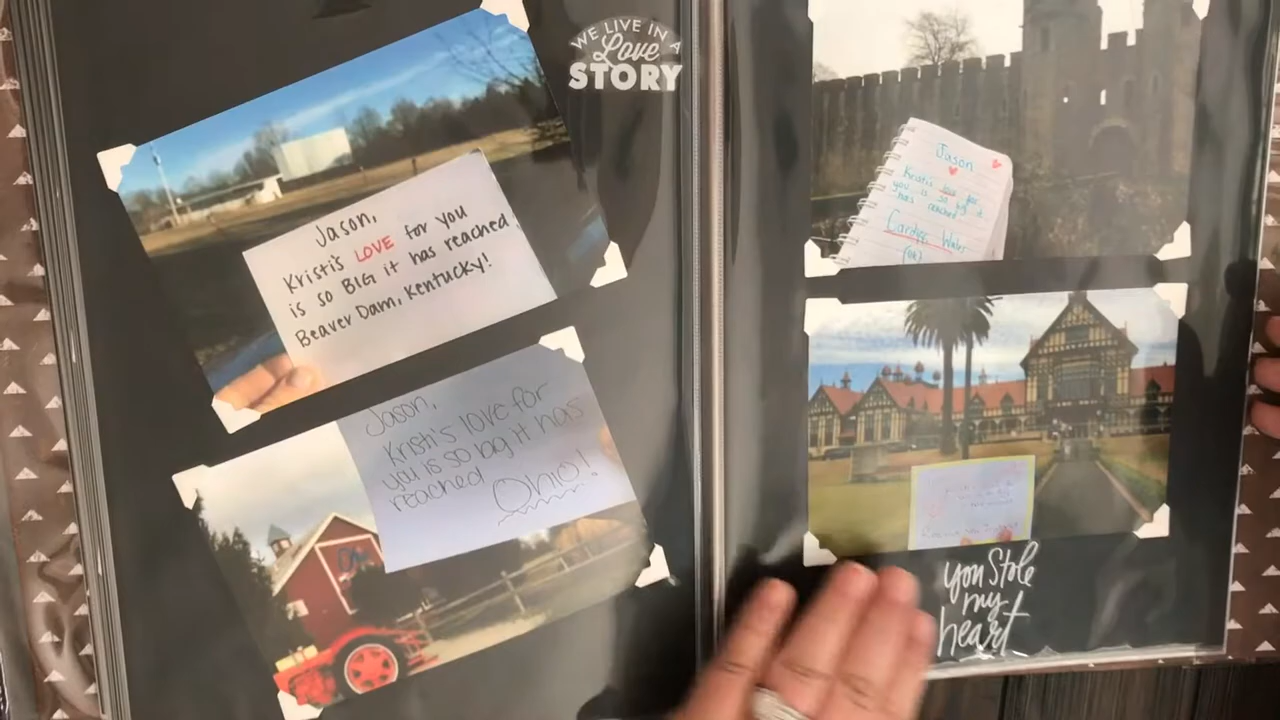 WE LIVE IN A
Love
STORY
Jason,
Kristi's LOVE for you
is so BIG it has reached
Beaver Dam, Kentucky!
Jason,
Kristi's love for
you is so big it has
reached Ohio!
Ohio
Jason
Kristi's love for
you is so big it
has reached
Cardiff, Wales
(UK)
you stole
my
heart